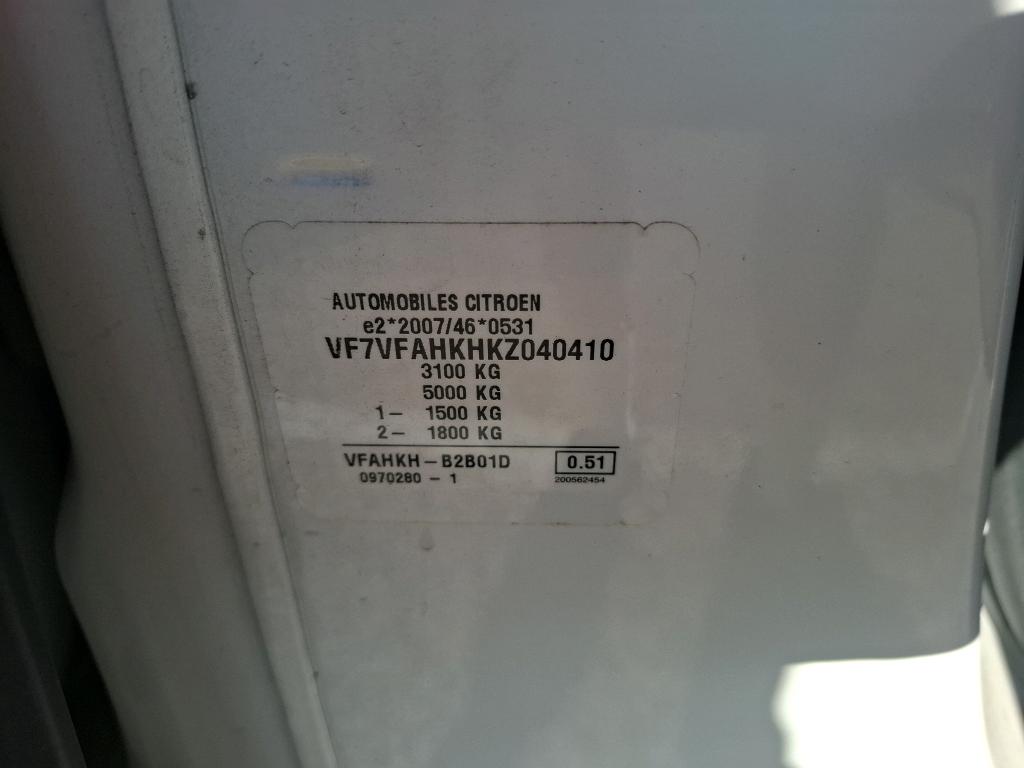 AUTOMOBILES CITROEN
e2*2007/46*0531
VF7VFAHKHKZ040410
3100 KG
5000 KG
1- 1500 KG
2- 1800 KG
VFAHKH-B2B01D 0.51
0970280 - 1 200562454